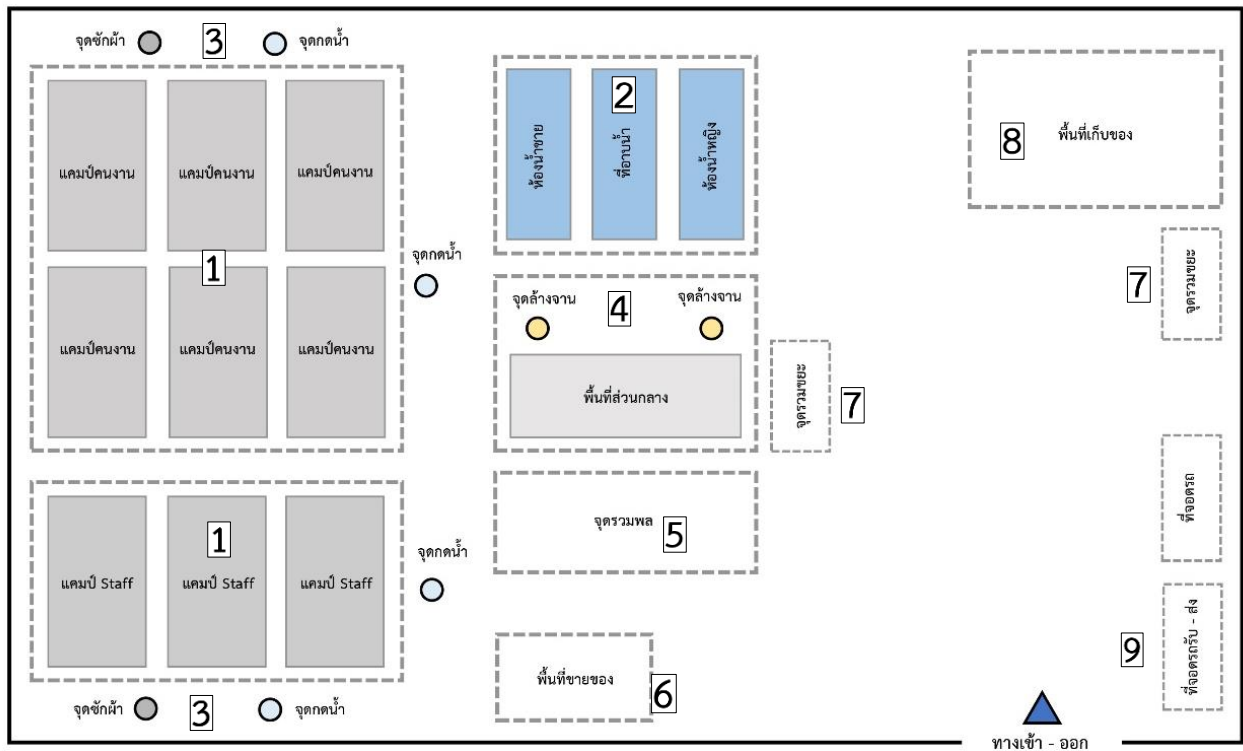 จุดซักผ้า
3
จุดกดน้ำ
แคมป์คนงาน
แคมป์คนงาน
แคมป์คนงาน
1
แคมป์คนงาน
แคมป์คนงาน
แคมป์คนงาน
จุดกดน้ำ
แคมป์ Staff
1
แคมป์ Staff
แคมป์ Staff
จุดกดน้ำ
จุดซักผ้า
3
จุดกดน้ำ
2
ห้องน้ำชาย
ที่อาบน้ำ
ห้องน้ำหญิง
จุดล้างจาน
4
จุดล้างจาน
พื้นที่ส่วนกลาง
จุดรวมขยะ
7
จุดรวมพล
5
พื้นที่ขายของ
6
8
พื้นที่เก็บของ
7
จุดรวมขยะ
ที่จอดรถ
9
ที่จอดรถรับ - ส่ง
ทางเข้า - ออก